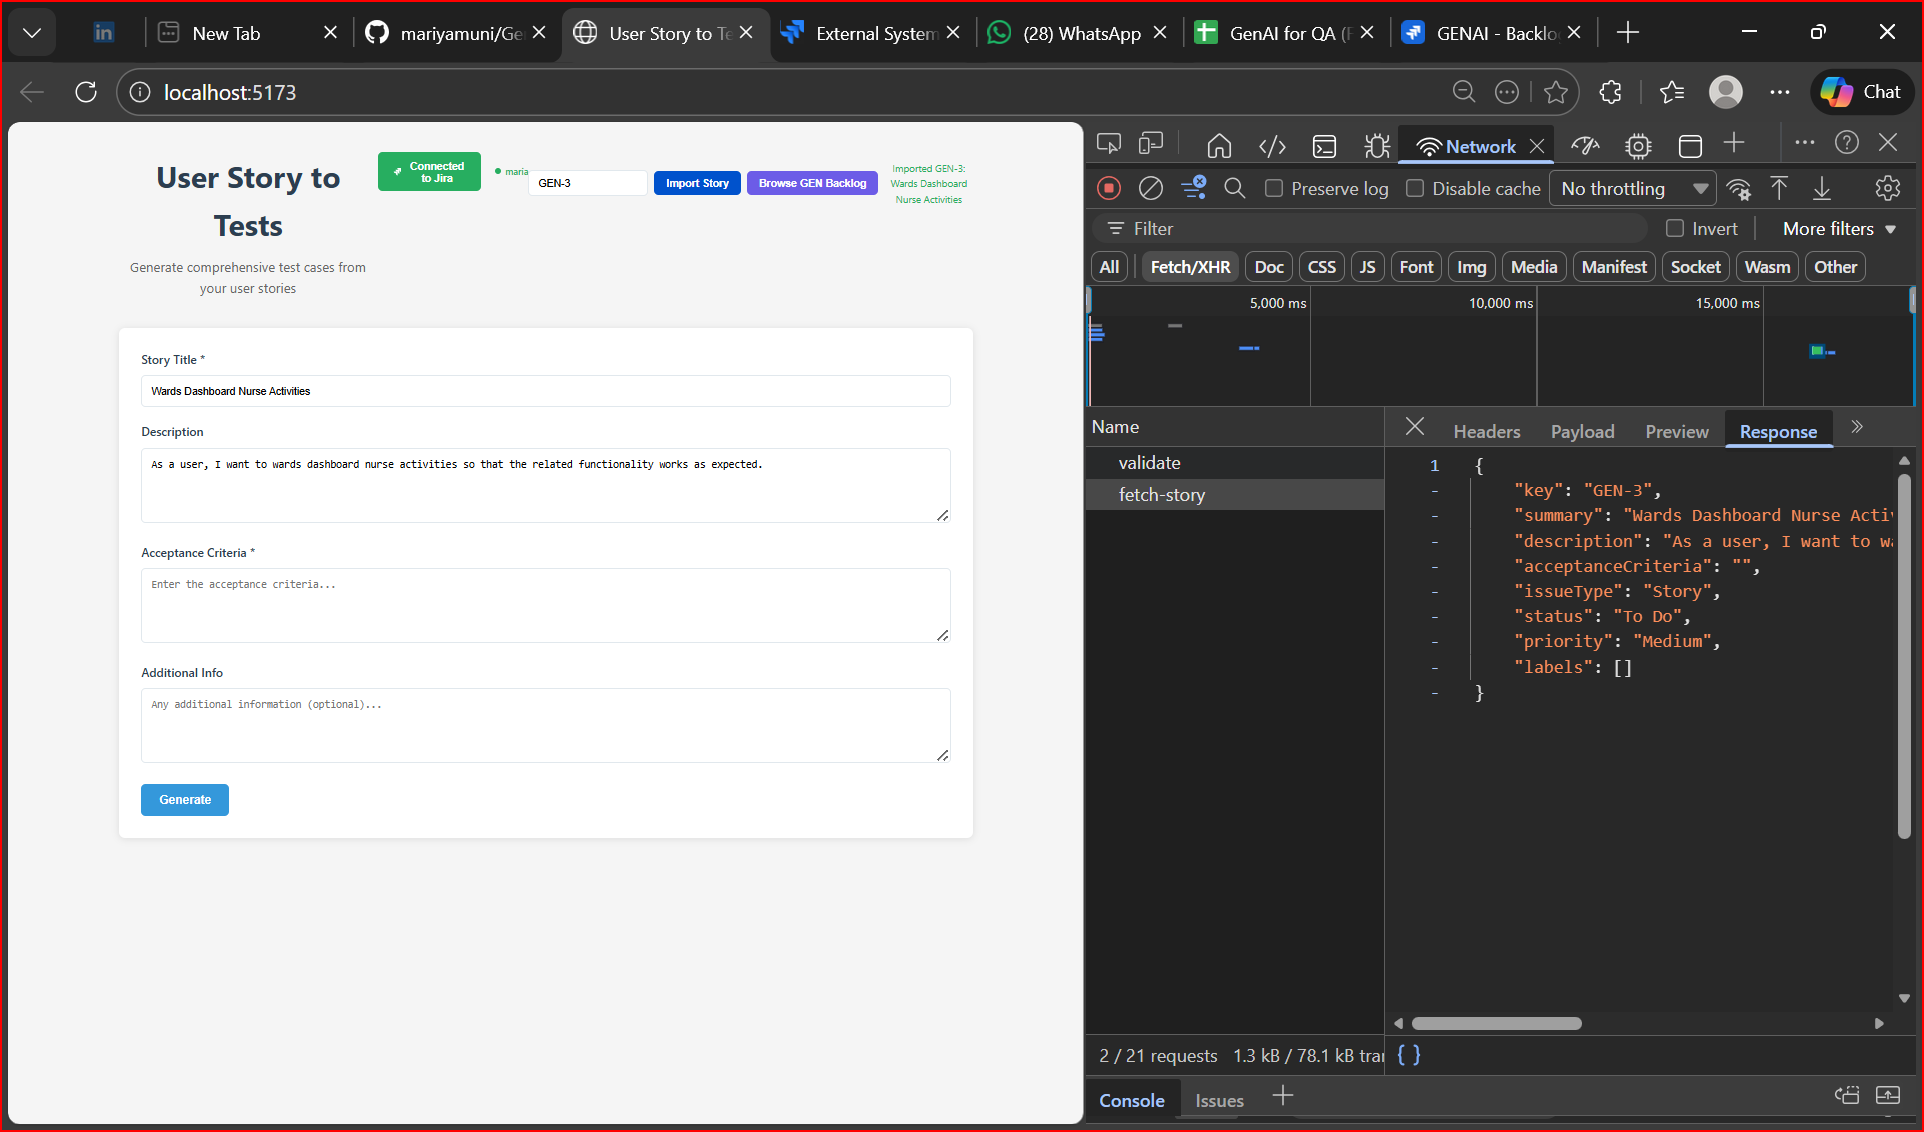 New Tab
mariyamuni/Ge
User Story to Te
External System
(28) WhatsApp
GenAI for QA (F
GENAI - Backlo
localhost:5173
Chat
User Story to
Tests
Generate comprehensive test cases from
your user stories
Connected
to Jira
maria
GEN-3
Import Story
Browse GEN Backlog
Imported GEN-3:
Wards Dashboard
Nurse Activities
Story Title *
Wards Dashboard Nurse Activities
Description
As a user, I want to wards dashboard nurse activities so that the related functionality works as expected.
Acceptance Criteria *
Enter the acceptance criteria...
Additional Info
Any additional information (optional)...
Generate
Network
Preserve log
Disable cache
No throttling
Filter
Invert
More filters
All
Fetch/XHR
Doc
CSS
JS
Font
Img
Media
Manifest
Socket
Wasm
Other
5,000 ms
10,000 ms
15,000 ms
Name
validate
fetch-story
Headers
Payload
Preview
Response
1 {
- "key": "GEN-3",
- "summary": "Wards Dashboard Nurse Activ
- "description": "As a user, I want to wa
- "acceptanceCriteria": "",
- "issueType": "Story",
- "status": "To Do",
- "priority": "Medium",
- "labels": []
- }
2 / 21 requests
1.3 kB / 78.1 kB tran
{ }
Console
Issues